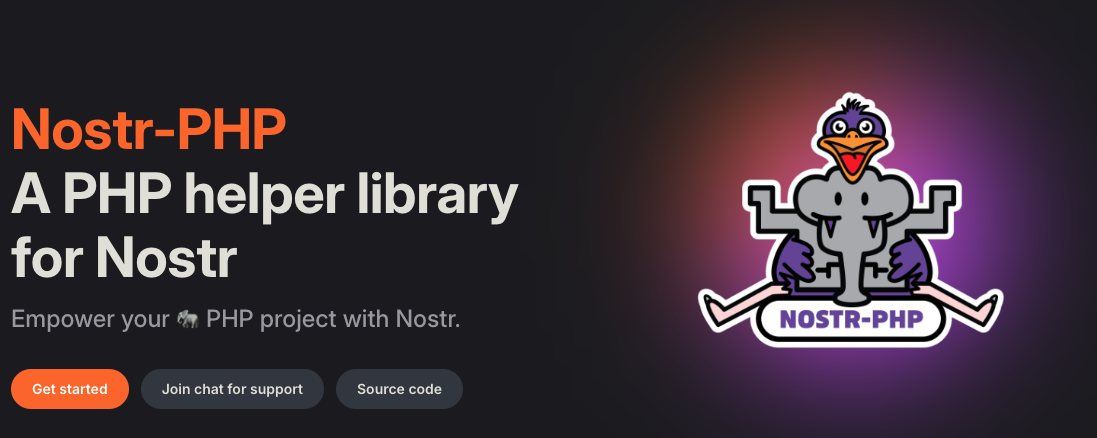 Nostr-PHP
A PHP helper library
for Nostr
Empower your 🐘 PHP project with Nostr.
Get started
Join chat for support
Source code
NOSTR-PHP